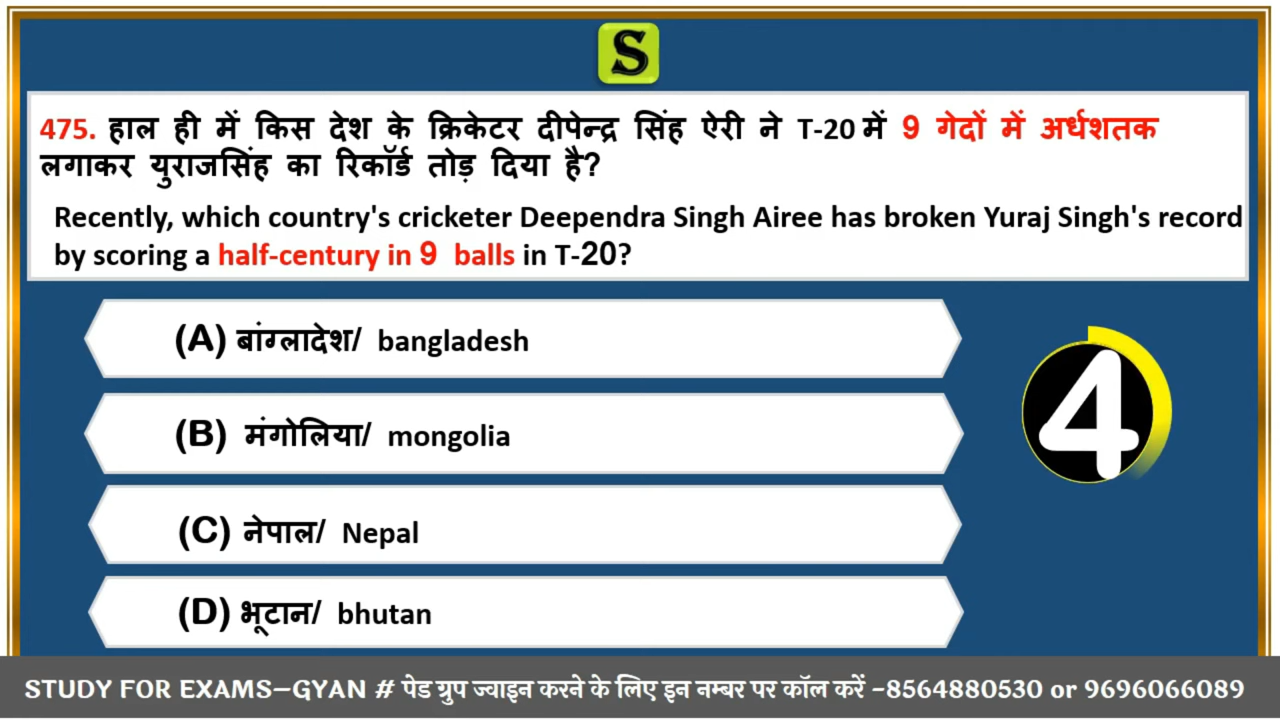 S
475. हाल ही में किस देश के क्रिकेटर दीपेन्द्र सिंह ऐरी ने T-20 में 9 गेदों में अर्धशतक
लगाकर युराजसिंह का रिकॉर्ड तोड़ दिया है?
Recently, which country's cricketer Deependra Singh Airee has broken Yuraj Singh's record
by scoring a half-century in 9 balls in T-20?
(A) बांग्लादेश/ bangladesh
(B) मंगोलिया/ mongolia
(C) नेपाल/ Nepal
(D) भूटान/ bhutan
4
STUDY FOR EXAMS–GYAN # पेड ग्रुप ज्वाइन करने के लिए इन नम्बर पर कॉल करें -8564880530 or 9696066089